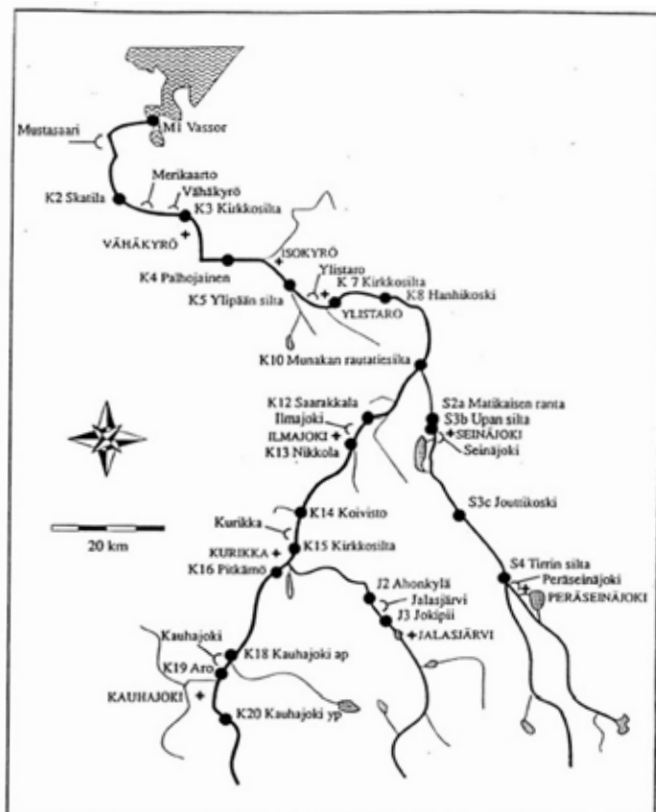 M1 Vassor
Mustasaari
Merikaarto
Vähäkyrö
K2 Skatila
K3 Kirkkosilta
VÄHÄKYRÖ
ISOKYRÖ
K4 Palhojainen
Ylistaro
K 7 Kirkkosilta
K5 Ylipään silta
K8 Hanhikoski
YLISTARO
K10 Munakan rautatiesilta
K12 Saarakkala
S2a Matikaisen ranta
Ilmajoki
S3b Upan silta
ILMAJOKI
SEINÄJOKI
K13 Nikkola
Seinäjoki
K14 Koivisto
S3c Jouttikoski
Kurikka
20 km
KURIKKA
K15 Kirkkosilta
K16 Pitkämö
S4 Tirrin silta
J2 Ahonkylä
Peräseinäjoki
Jalasjärvi
PERÄSEINÄJOKI
J3 Jokipii
Kauhajoki
JALASJÄRVI
K18 Kauhajoki ap
K19 Aro
KAUHAJOKI
K20 Kauhajoki yp